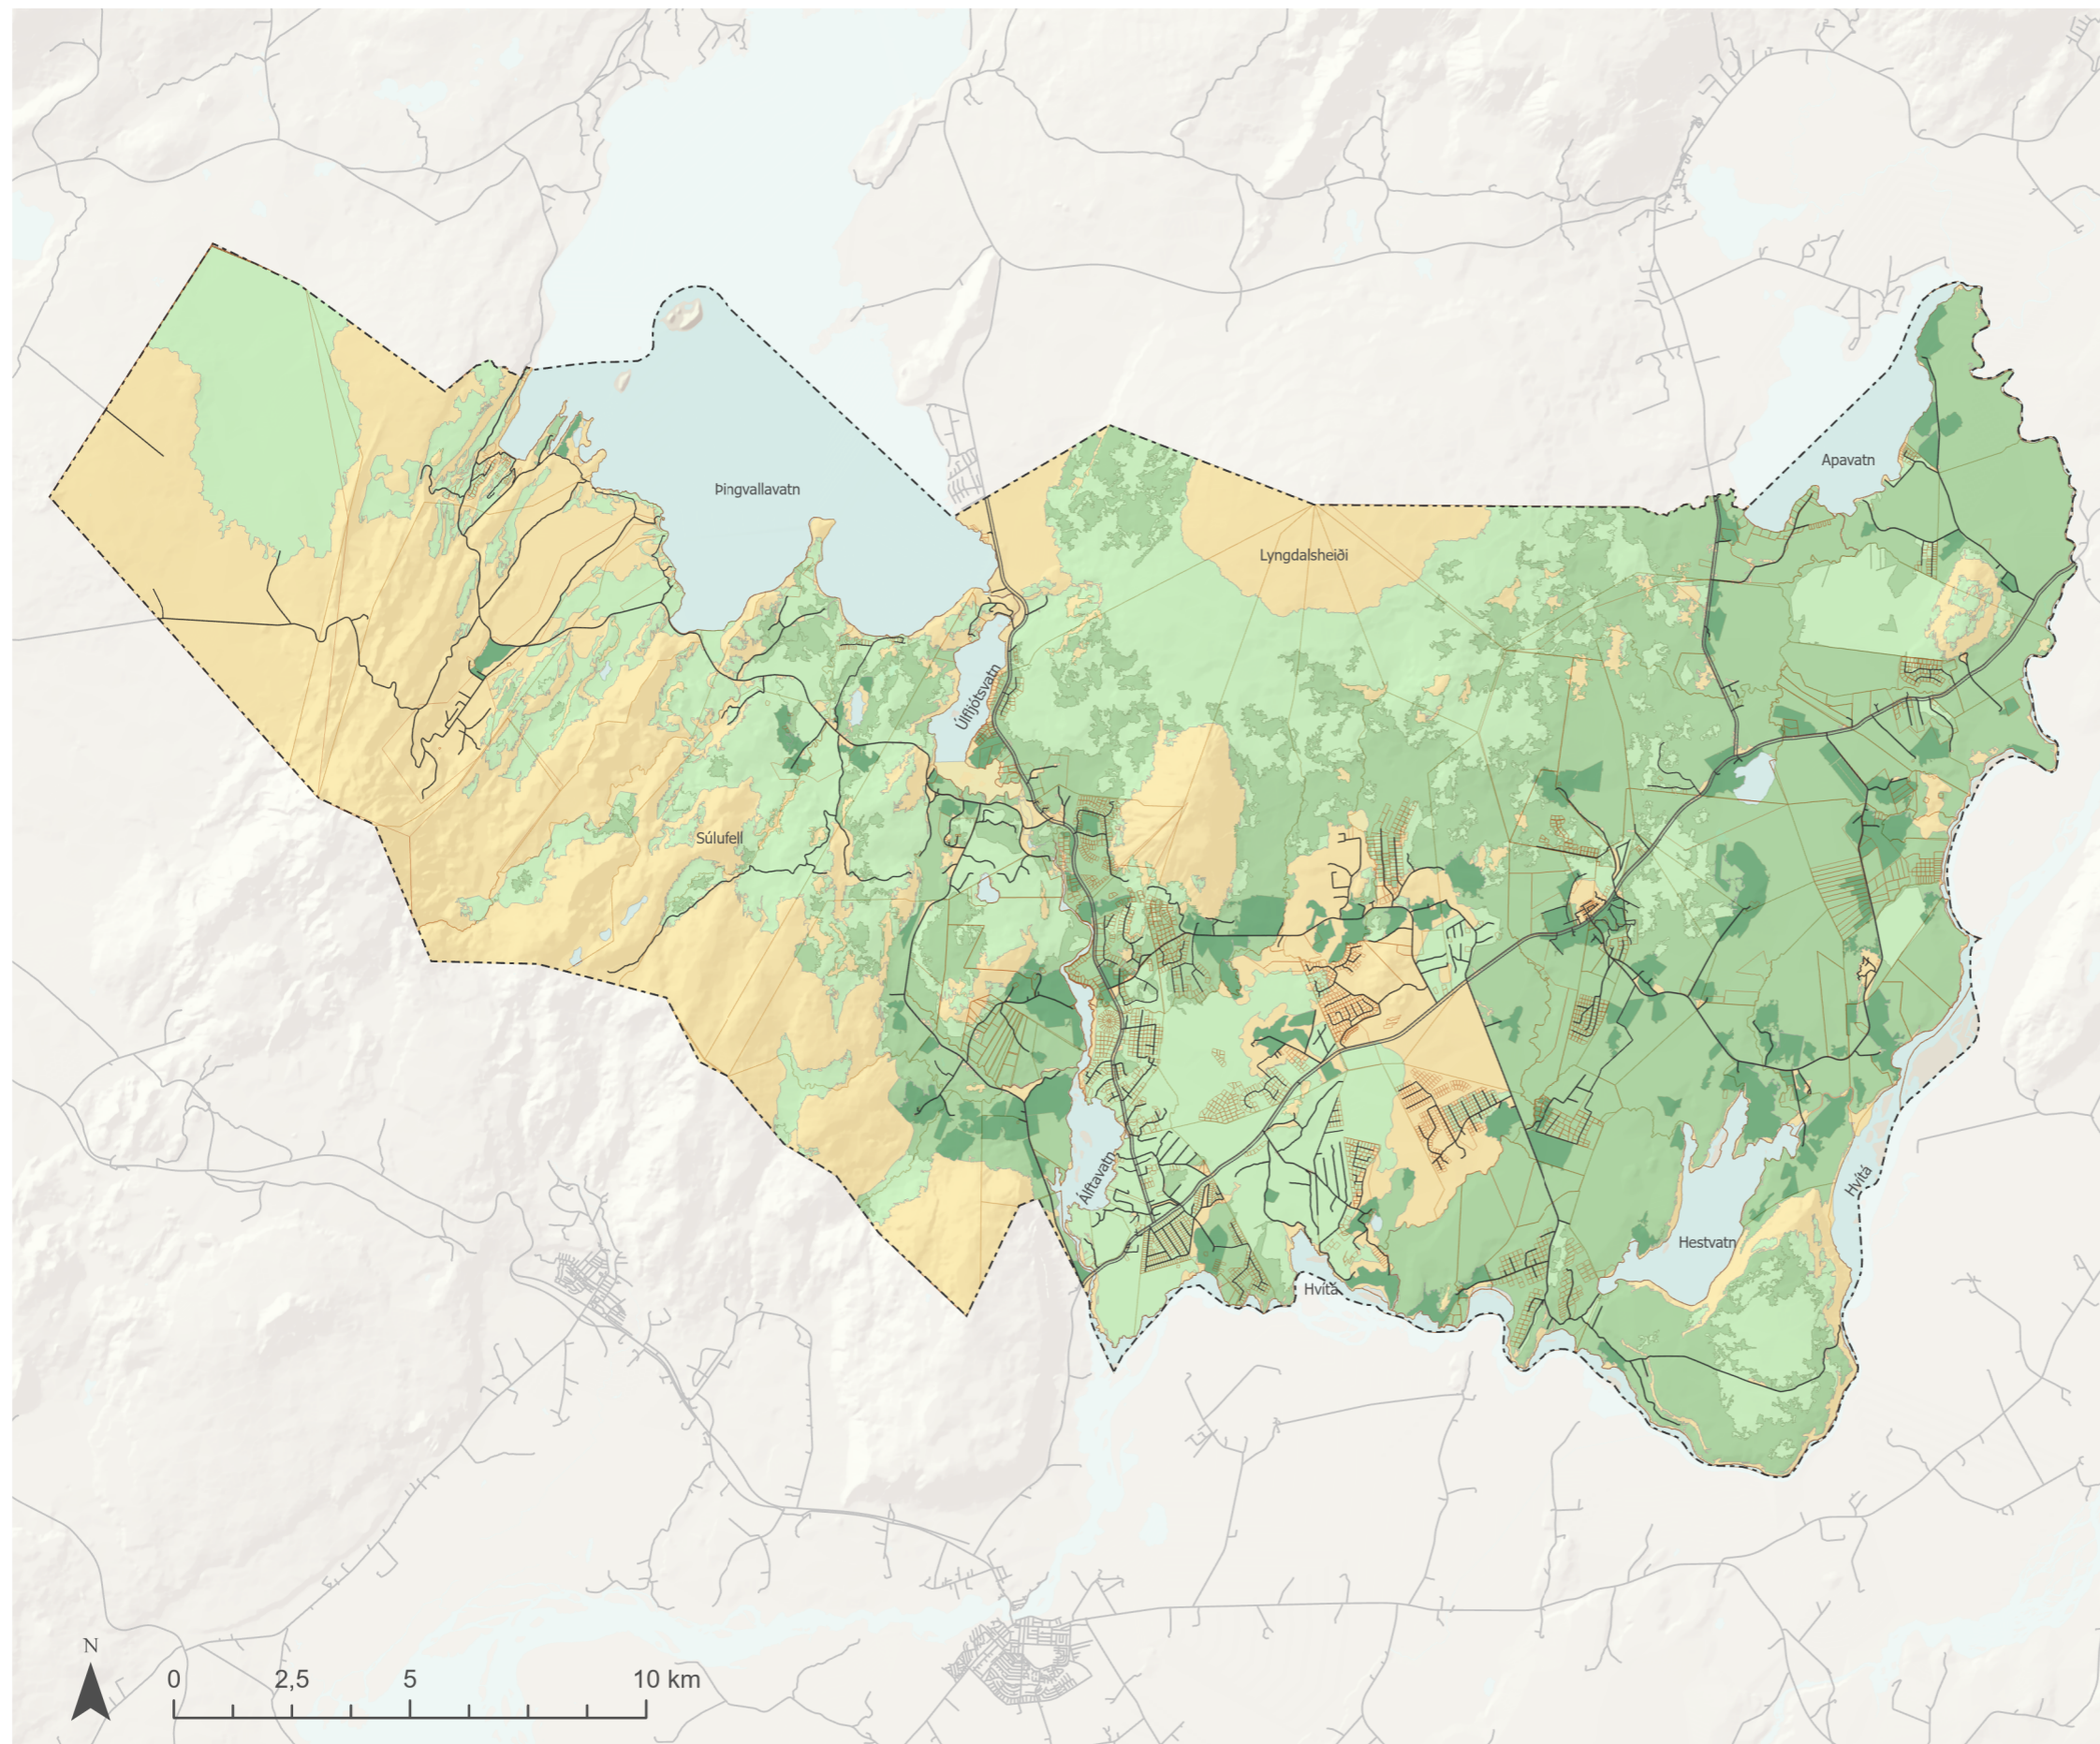 Apavatn
Þingvallavatn
Lyngdalsheiði
Úlfljótsvatn
Súlufell
Álftavatn
Hvítá
Hestvatn
Hvítá
N
0 2,5 5 10 km